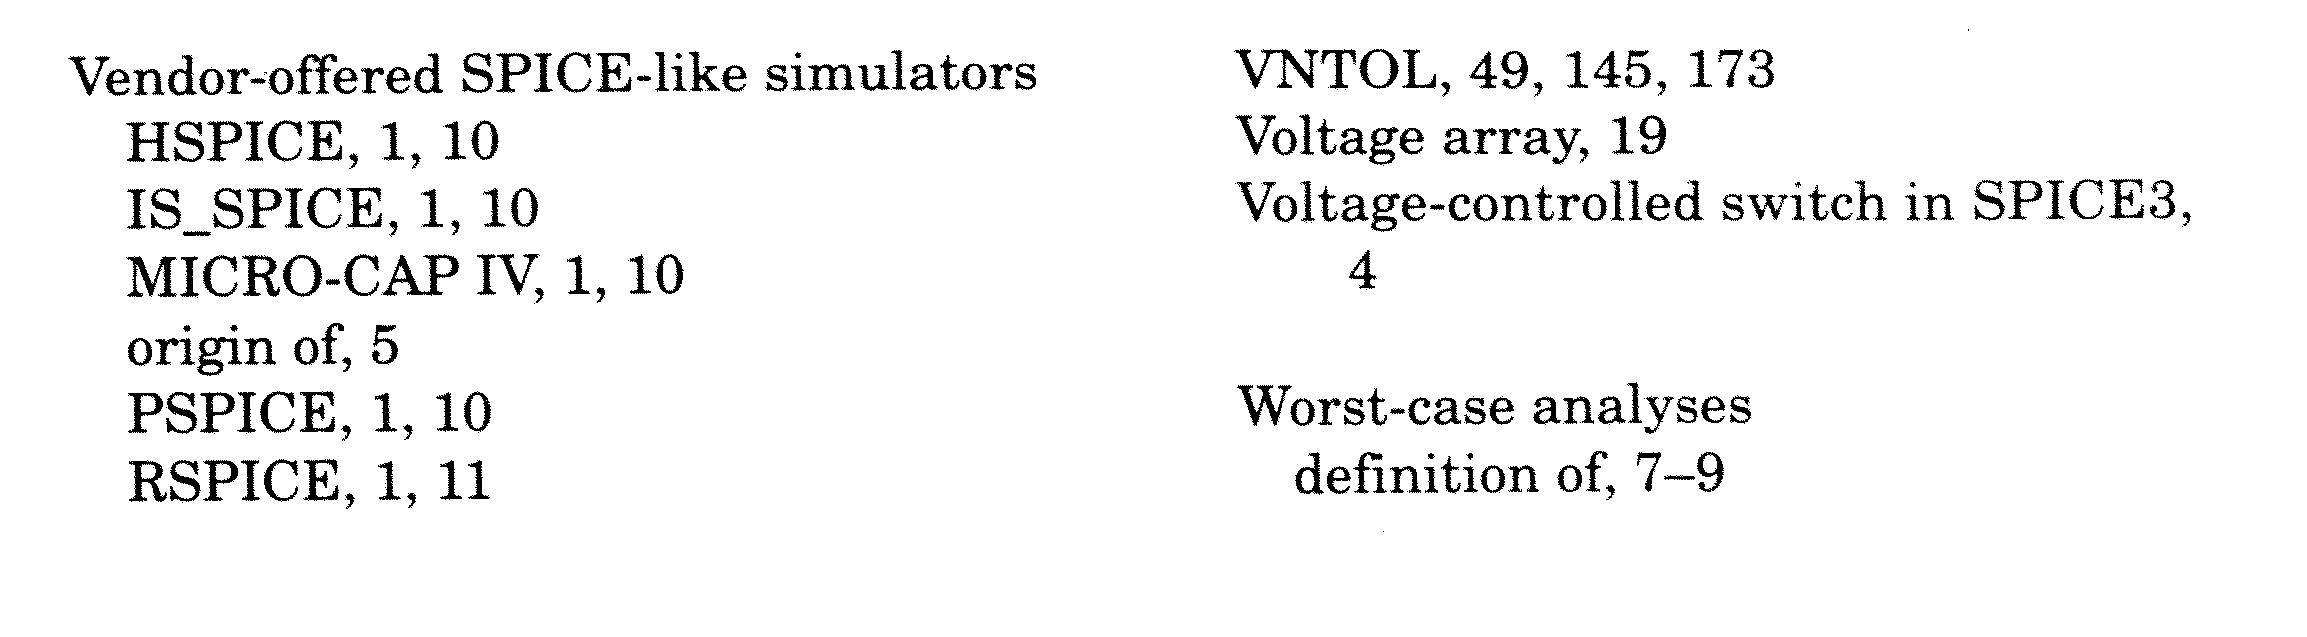 Vendor-offered SPICE-like simulators
HSPICE, 1, 10
IS_SPICE, 1, 10
MICRO-CAP IV, 1, 10
origin of, 5
PSPICE, 1, 10
RSPICE, 1, 11
VNTOL, 49, 145, 173
Voltage array, 19
Voltage-controlled switch in SPICE3,
4
Worst-case analyses
definition of, 7–9